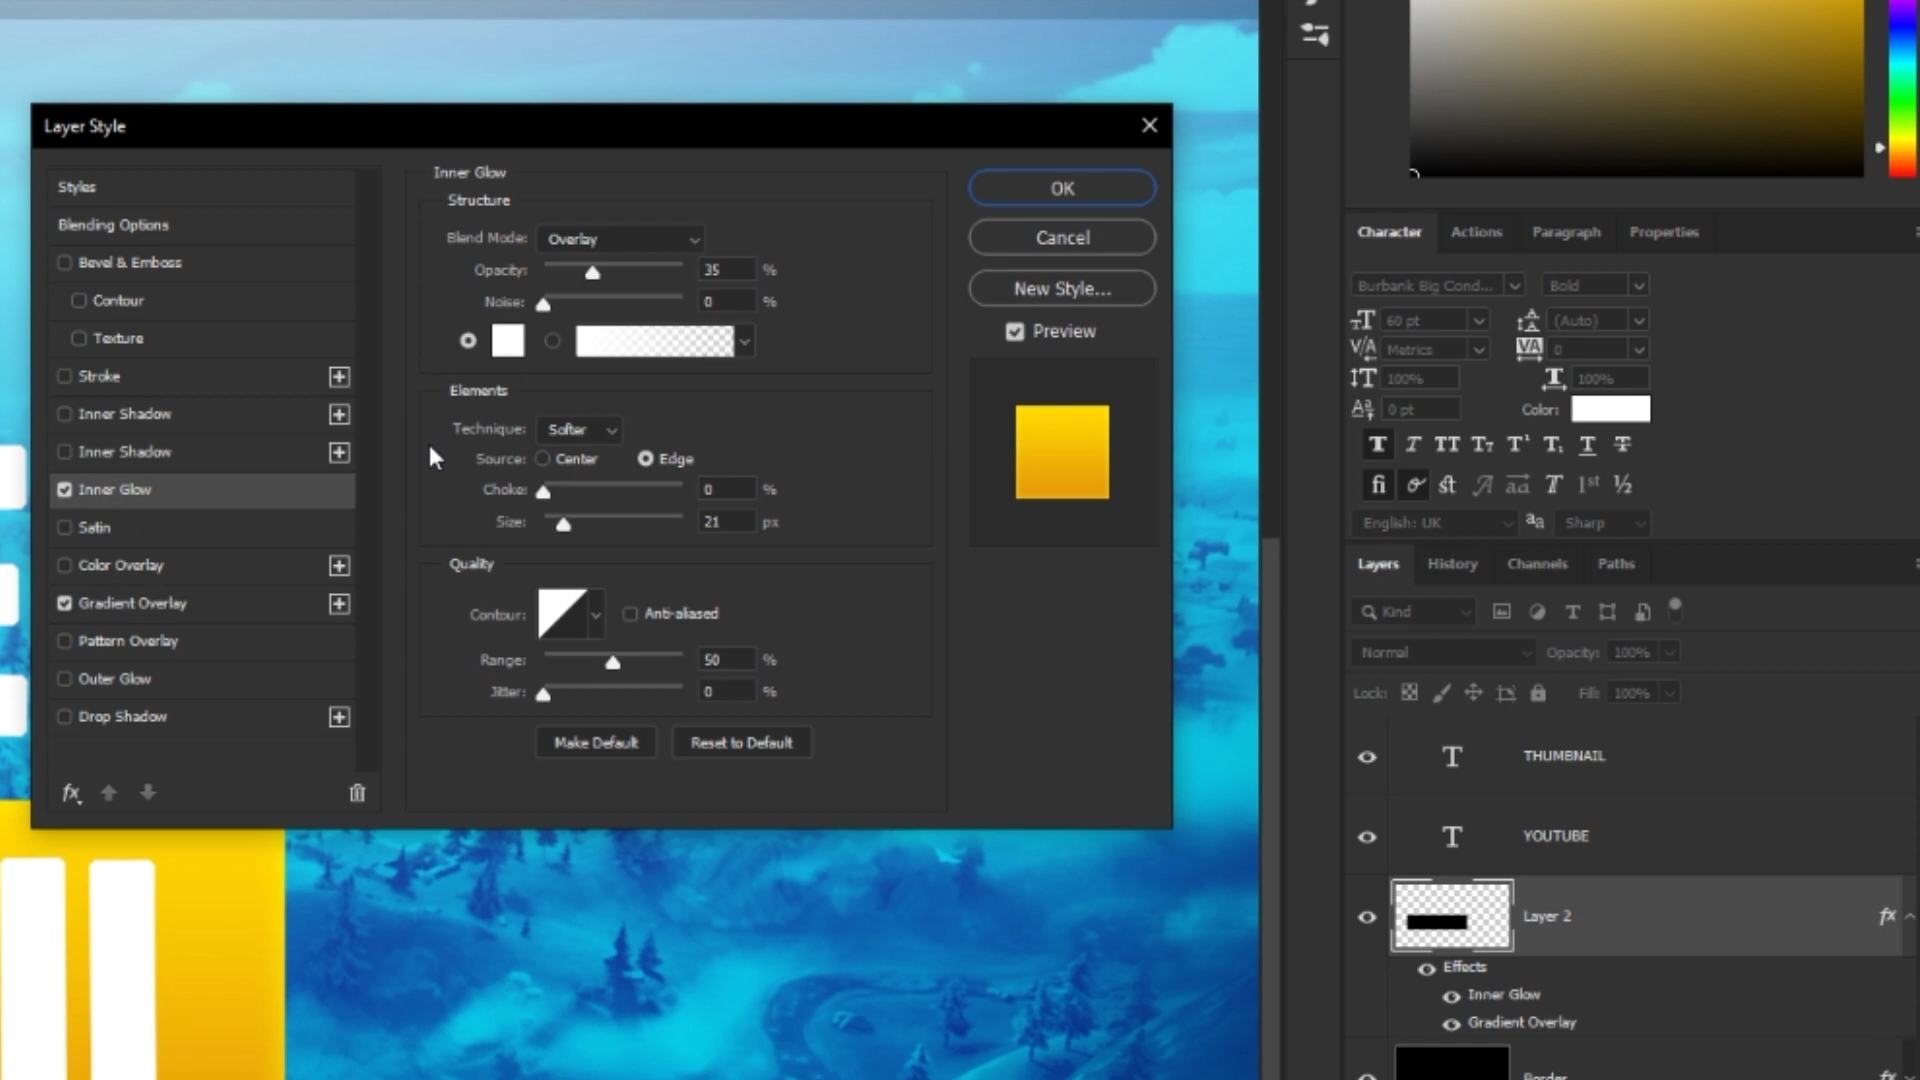 Layer Style
Styles
Blending Options
Bevel & Emboss
Contour
Texture
Stroke
Inner Shadow
Inner Shadow
Inner Glow
Satin
Color Overlay
Gradient Overlay
Pattern Overlay
Outer Glow
Drop Shadow
fx
Inner Glow
Structure
Blend Mode: Overlay
Opacity: 35 %
Noise: 0 %
Elements
Technique: Softer
Source: Center Edge
Choke: 0 %
Size: 21 px
Quality
Contour: Anti-aliased
Range: 50 %
Jitter: 0 %
Make Default Reset to Default
OK
Cancel
New Style...
Preview
Character Actions Paragraph Properties
Burbank Big Cond... Bold
60 pt (Auto)
Metrics 0
100% 100%
0 pt Color:
English: UK aa Sharp
Layers History Channels Paths
Kind
Normal Opacity: 100%
Lock: Fill: 100%
THUMBNAIL
YOUTUBE
Layer 2 fx
Effects
Inner Glow
Gradient Overlay
Border fx